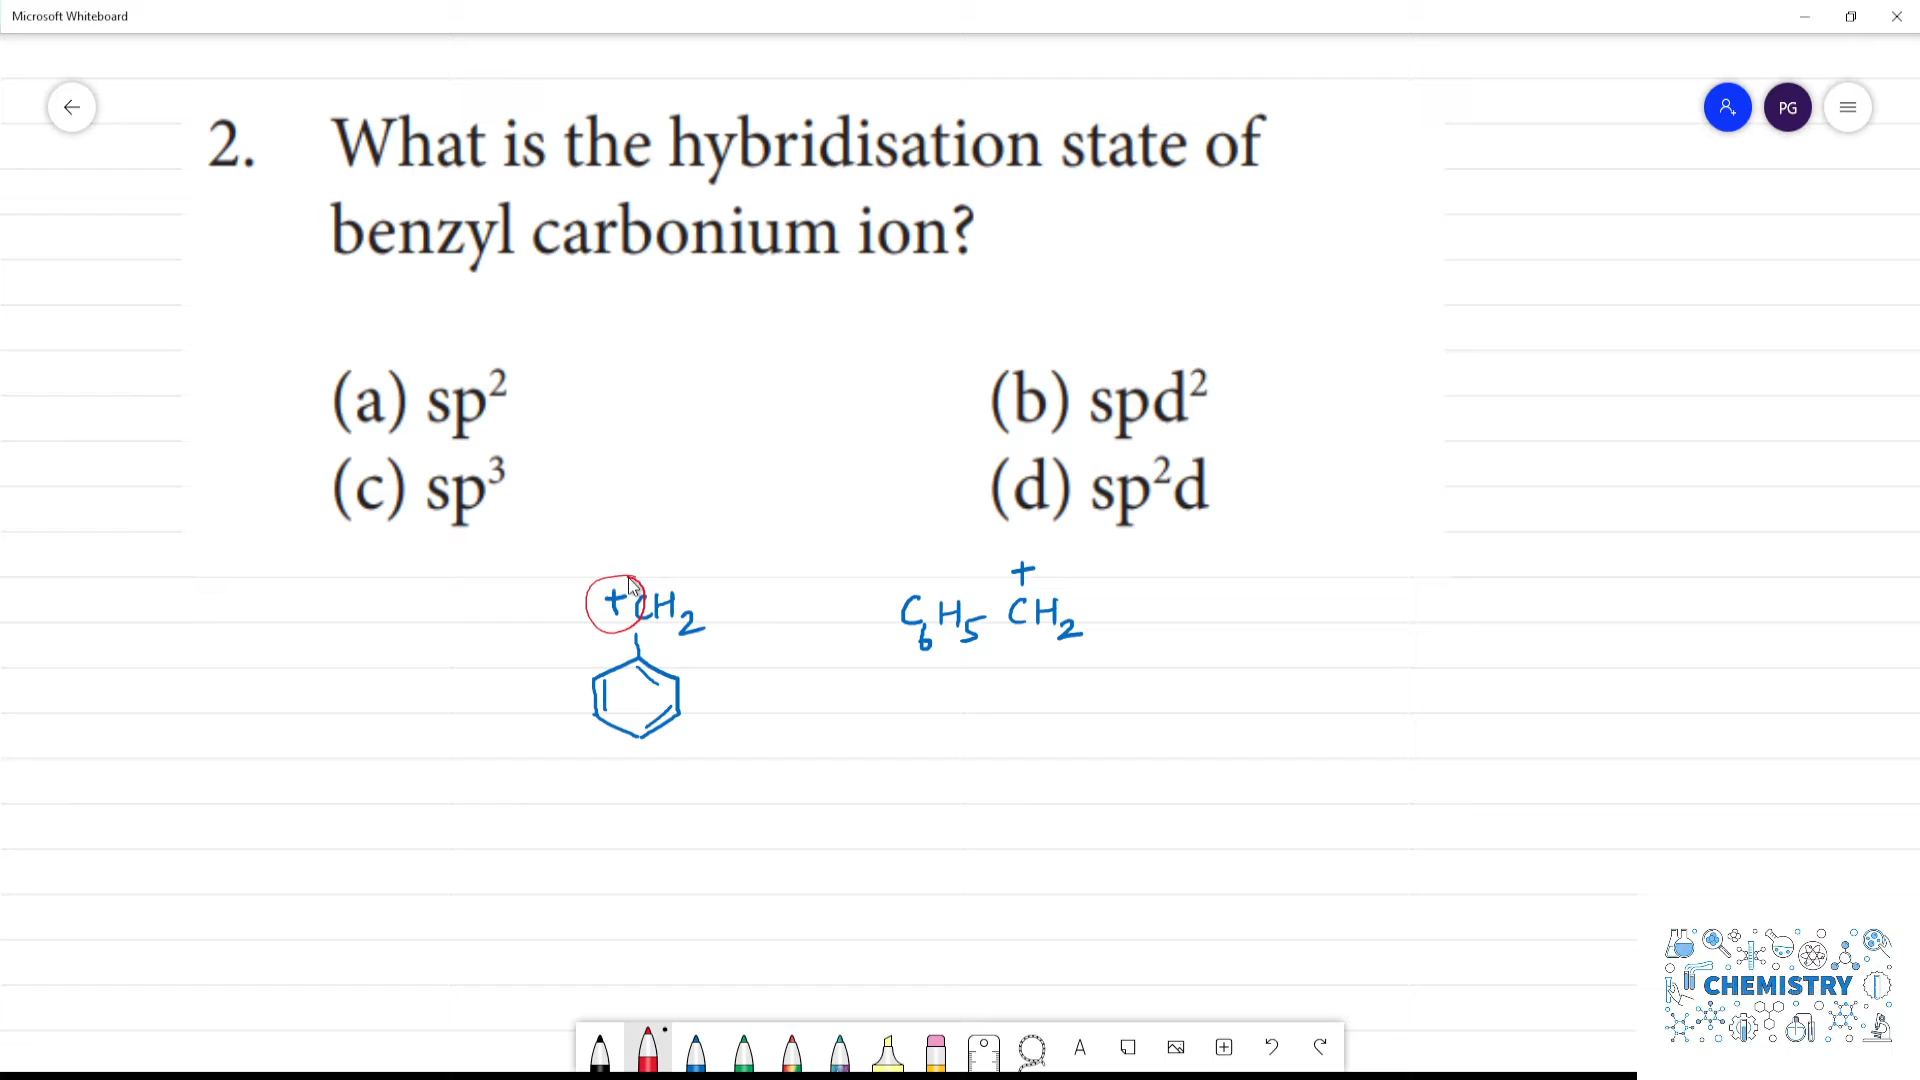 Microsoft Whiteboard
PG
2. What is the hybridisation state of
benzyl carbonium ion?
(a) sp² (b) spd²
(c) sp³ (d) sp²d
+CH₂ C₆H₅ C⁺H₂
CHEMISTRY
A